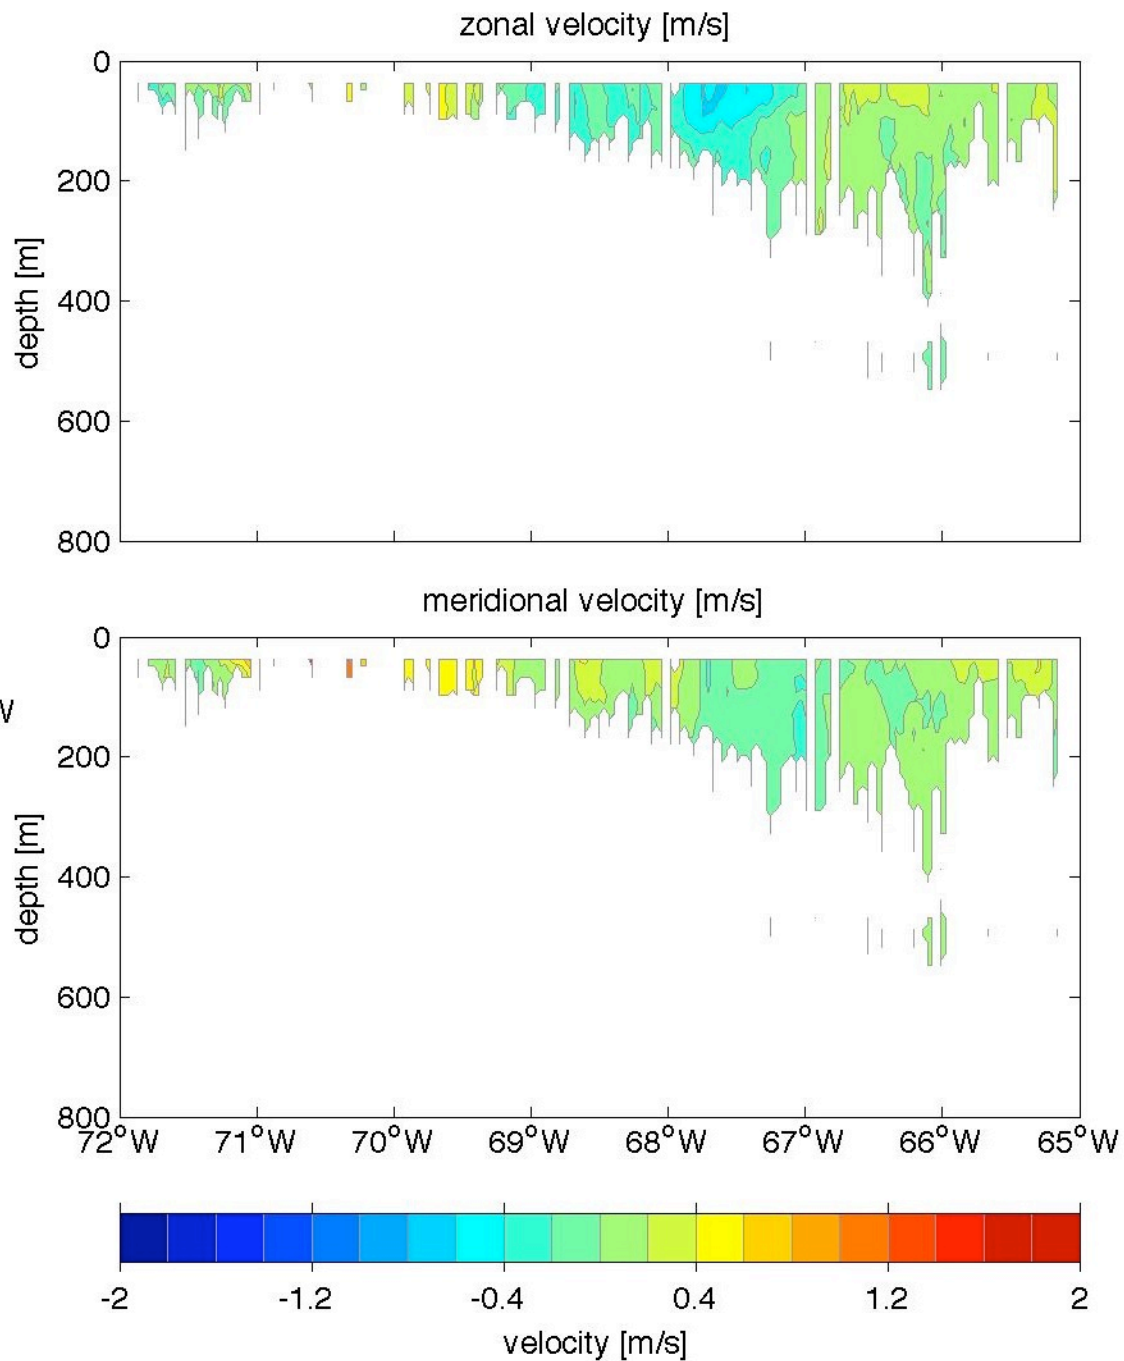 zonal velocity [m/s]
0
200
400
600
800
depth [m]
meridional velocity [m/s]
0
200
400
600
800
depth [m]
W
72°W 71°W 70°W 69°W 68°W 67°W 66°W 65°W
-2 -1.2 -0.4 0.4 1.2 2
velocity [m/s]